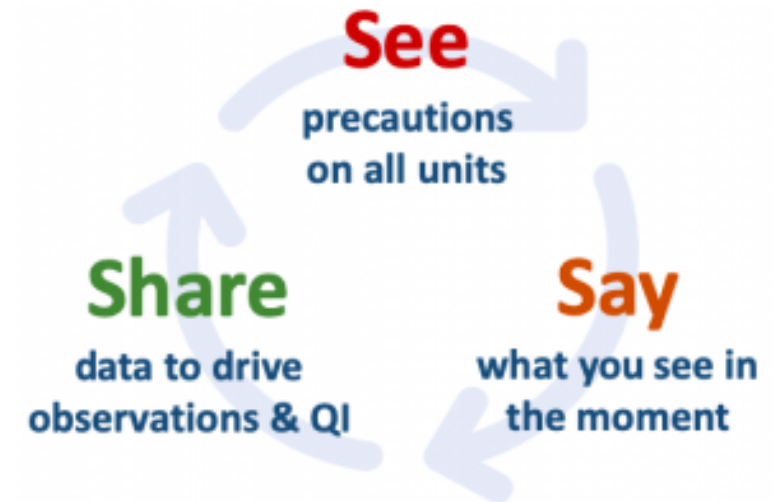 See
precautions
on all units
Say
what you see in
the moment
Share
data to drive
observations & QI